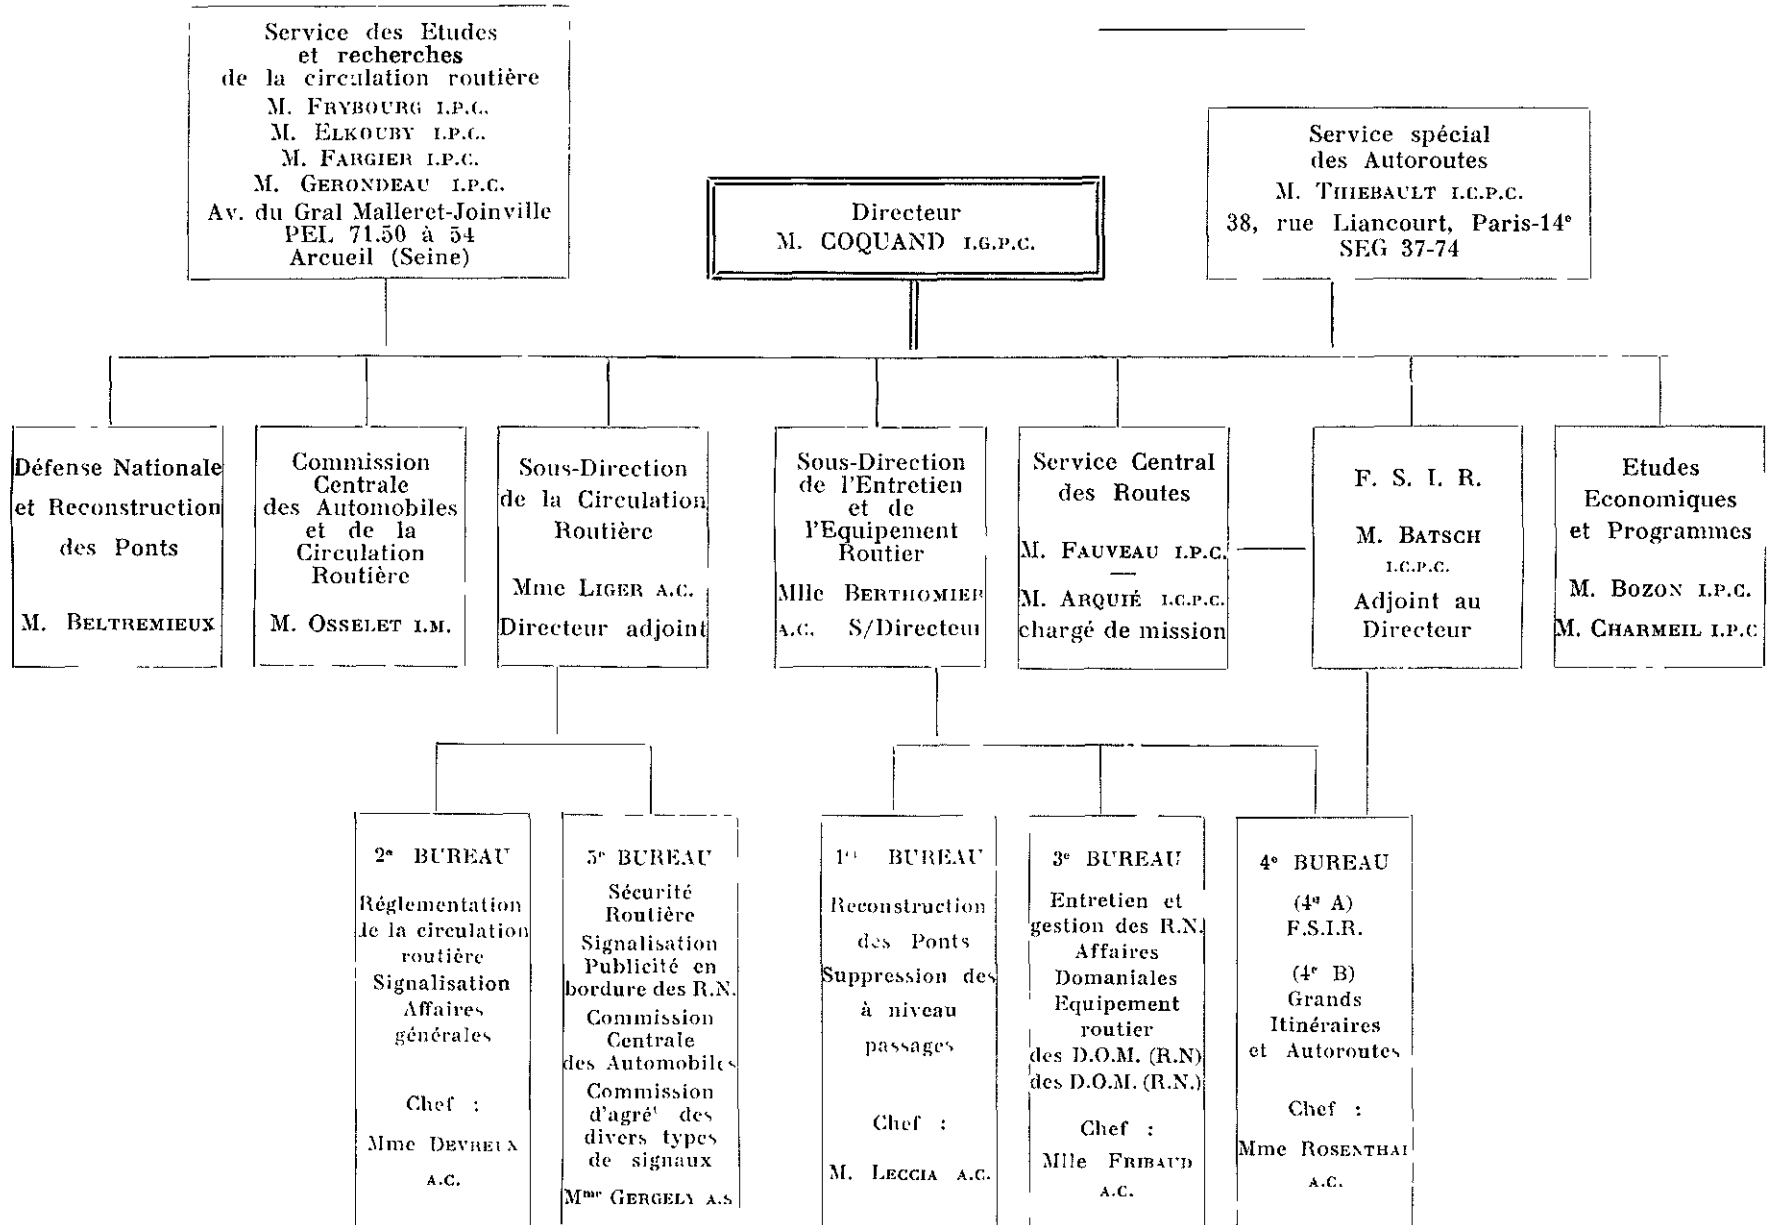 Service des Etudes
et recherches
de la circulation routière
M. FRYBOURG I.P.C.
M. ELKOUBY I.P.C.
M. FARGIER I.P.C.
M. GERONDEAU I.P.C.
Av. du Gral Malleret-Joinville
PEL 71.50 à 54
Arcueil (Seine)
Directeur
M. COQUAND I.G.P.C.
Service spécial
des Autoroutes
M. THIEBAULT I.C.P.C.
38, rue Liancourt, Paris-14e
SEG 37-74
Défense Nationale
et Reconstruction
des Ponts
M. BELTREMIEUX
Commission
Centrale
des Automobiles
et de la
Circulation
Routière
M. OSSELET I.M.
Sous-Direction
de la Circulation
Routière
Mme LIGER A.C.
Directeur adjoint
Sous-Direction
de l'Entretien
et de
l'Equipement
Routier
Mlle BERTHOMIER
A.C. S/Directeur
Service Central
des Routes
M. FAUVEAU I.P.C.
M. ARQUIÉ I.C.P.C.
chargé de mission
F. S. I. R.
M. BATSCH
I.C.P.C.
Adjoint au
Directeur
Etudes
Economiques
et Programmes
M. BOZON I.P.C.
M. CHARMEIL I.P.C
2e BUREAU
Réglementation
de la circulation
routière
Signalisation
Affaires
générales
Chef :
Mme DEVREUX
A.C.
5e BUREAU
Sécurité
Routière
Signalisation
Publicité en
bordure des R.N.
Commission
Centrale
des Automobiles
Commission
d'agrét des
divers types
de signaux
Mme GERGELY A.S
1er BUREAU
Reconstruction
des Ponts
Suppression des
à niveau
passages
Chef :
M. LECCIA A.C.
3e BUREAU
Entretien et
gestion des R.N.
Affaires
Domaniales
Equipement
routier
des D.O.M. (R.N)
des D.O.M. (R.N.)
Chef :
Mlle FRIBAUD
A.C.
4e BUREAU
(4e A)
F.S.I.R.
(4e B)
Grands
Itinéraires
et Autoroutes
Chef :
Mme ROSENTHAL
A.C.